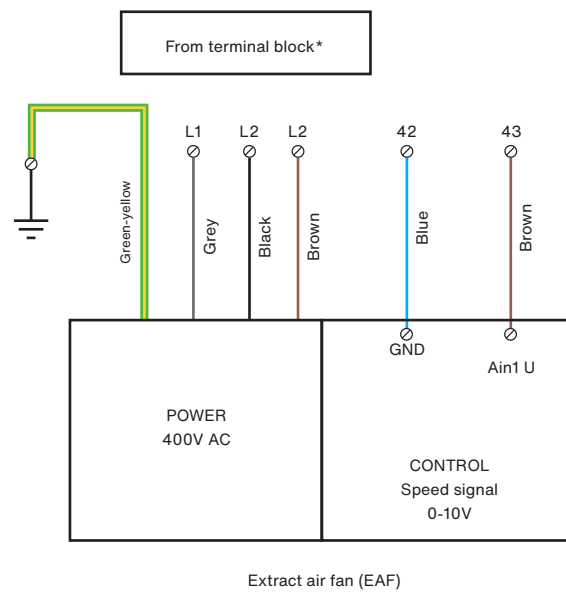 From terminal block*
L1
L2
L2
42
43
Green-yellow
Grey
Black
Brown
Blue
Brown
GND
Ain1 U
POWER
400V AC
CONTROL
Speed signal
0-10V
Extract air fan (EAF)